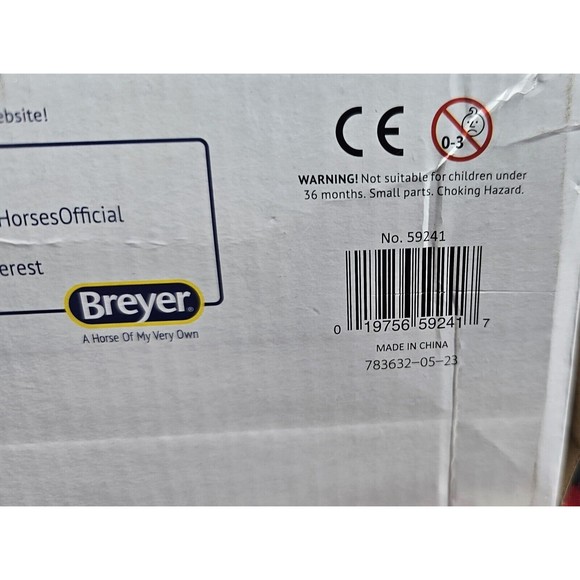 ebsite!
HorsesOfficial
erest
Breyer®
A Horse Of My Very Own
CE
0-3
WARNING! Not suitable for children under
36 months. Small parts. Choking Hazard.
No. 59241
0 19756 59241 7
MADE IN CHINA
783632-05-23